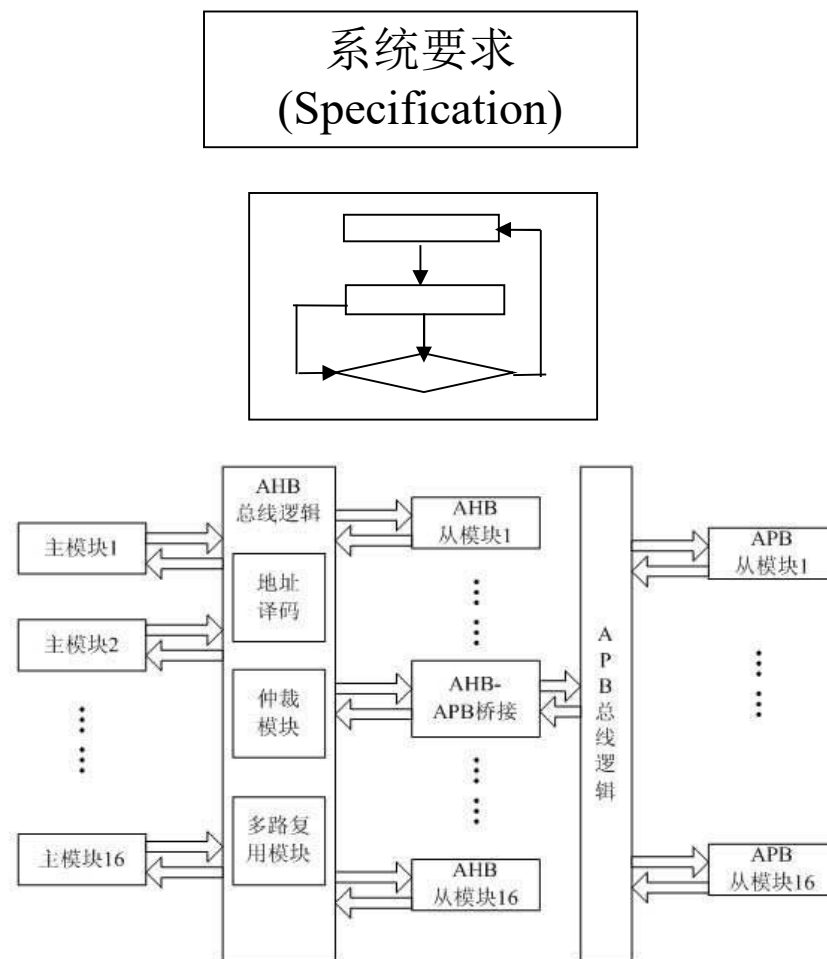 系统要求
(Specification)
AHB
总线逻辑
地址
译码
仲裁
模块
多路复
用模块
主模块1
主模块2
主模块16
AHB
从模块1
AHB-
APB桥接
AHB
从模块16
A
P
B
总
线
逻
辑
APB
从模块1
APB
从模块16